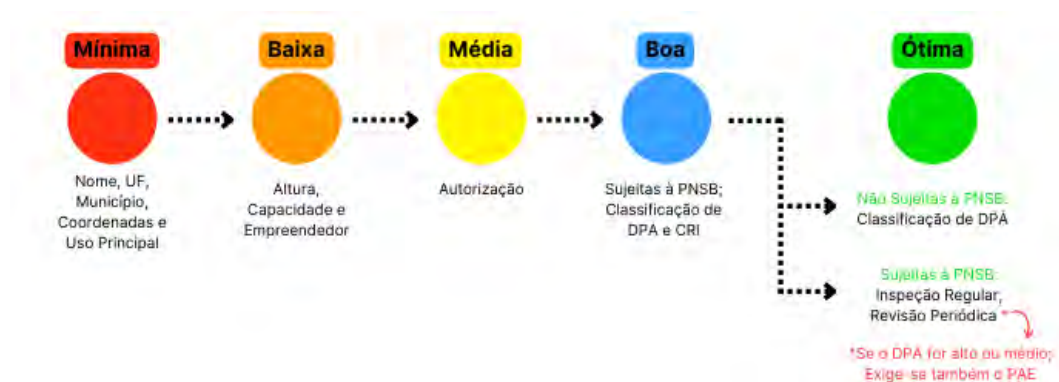 Mínima
Baixa
Média
Boa
Ótima
Nome, UF,
Município,
Coordenadas e
Uso Principal
Altura,
Capacidade e
Empreendedor
Autorização
Sujeitas à PNSB;
Classificação de
DPA e CRI
Não Sujeitas à PNSB:
Classificação de DPA
Sujeitas à PNSB:
Inspeção Regular;
Revisão Periódica
*Se o DPA for alto ou médio;
Exige-se também o PAE